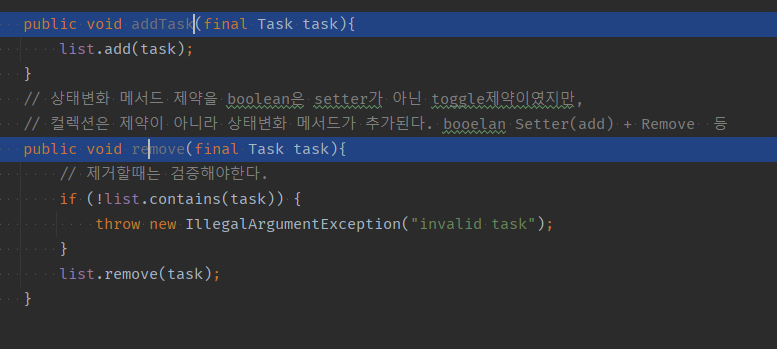 public void addTask(final Task task){
list.add(task);
}
// 상태변화 메서드 제약을 boolean은 setter가 아닌 toggle제약이였지만,
// 컬렉션은 제약이 아니라 상태변화 메서드가 추가된다. booelan Setter(add) + Remove 등
public void remove(final Task task){
// 제거할때는 검증해야한다.
if (!list.contains(task)) {
throw new IllegalArgumentException("invalid task");
}
list.remove(task);
}